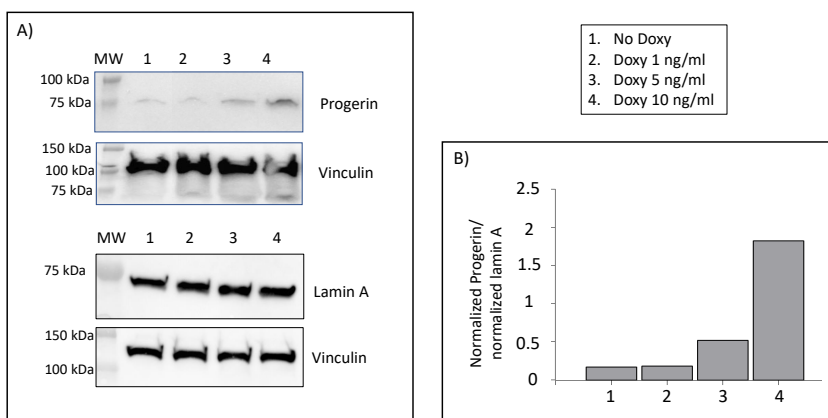 A)
MW 1 2 3 4
100 kDa
75 kDa
Progerin
150 kDa
100 kDa
75 kDa
Vinculin
MW 1 2 3 4
75 kDa
Lamin A
150 kDa
100 kDa
Vinculin
1. No Doxy
2. Doxy 1 ng/ml
3. Doxy 5 ng/ml
4. Doxy 10 ng/ml
B)
Normalized Progerin/
normalized lamin A
2.5
2
1.5
1
0.5
0
1 2 3 4